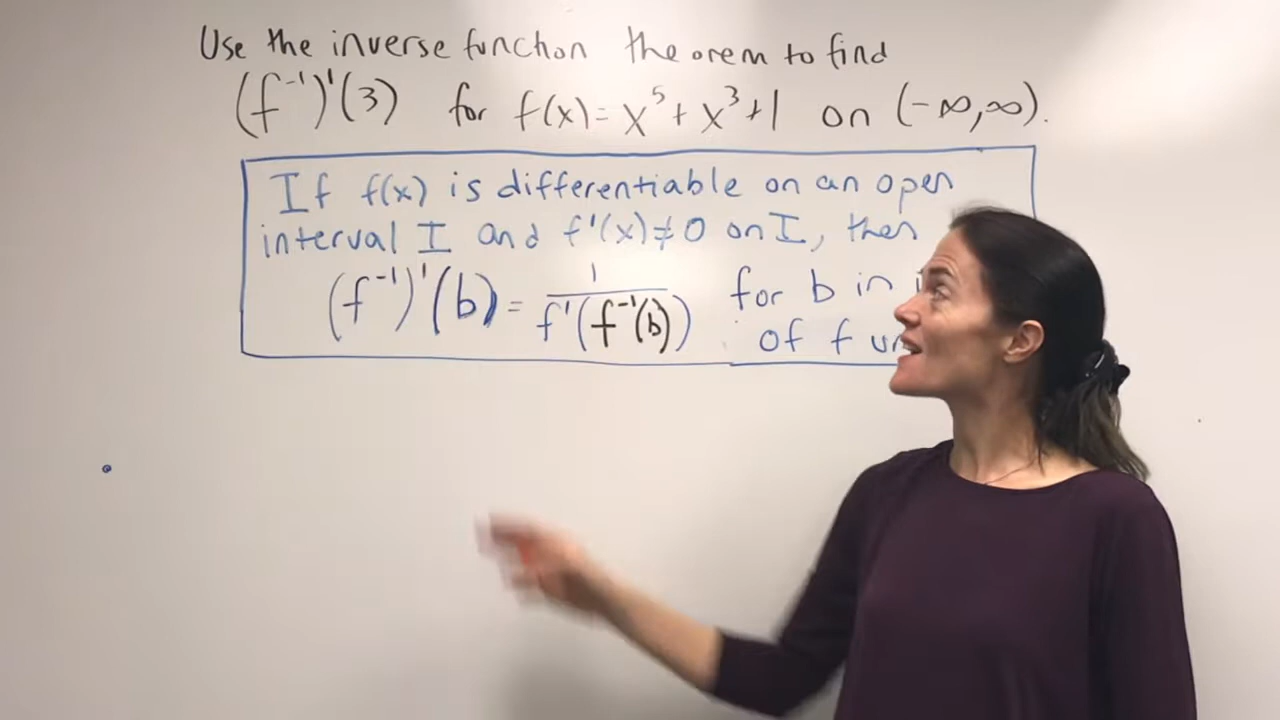 Use the inverse function theorem to find
(f⁻¹)'(3) for f(x)=x⁵+x³+1 on (-∞,∞).
If f(x) is differentiable on an open
interval I and f'(x)≠0 on I, then
(f⁻¹)'(b) = 1/f'(f⁻¹(b)) for b in
of f